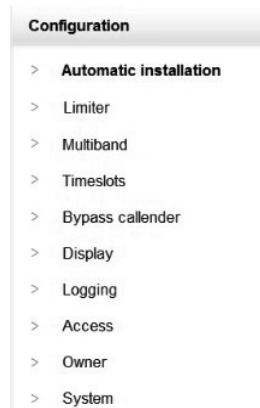 Configuration
> Automatic installation
> Limiter
> Multiband
> Timeslots
> Bypass callender
> Display
> Logging
> Access
> Owner
> System